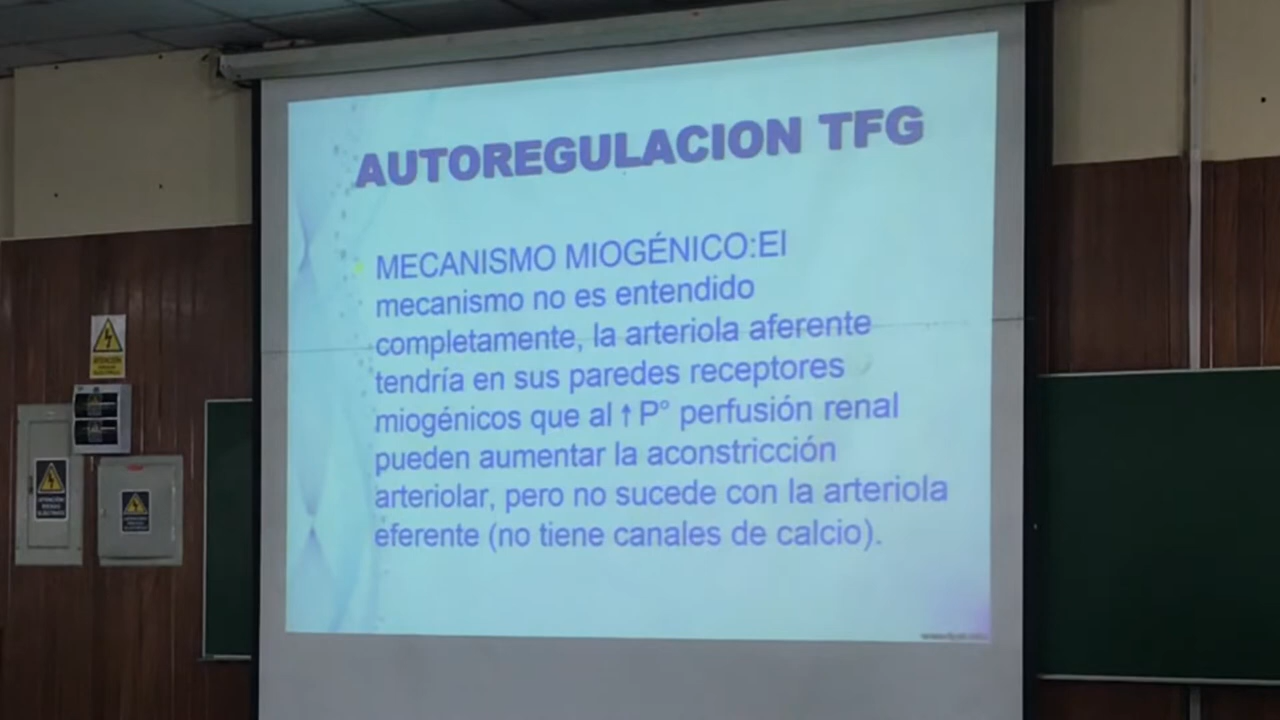 AUTOREGULACION TFG
MECANISMO MIOGÉNICO:El
mecanismo no es entendido
completamente, la arteriola aferente
tendría en sus paredes receptores
miogénicos que al ↑ P° perfusión renal
pueden aumentar la aconstricción
arteriolar, pero no sucede con la arteriola
eferente (no tiene canales de calcio).
ATENCIÓN